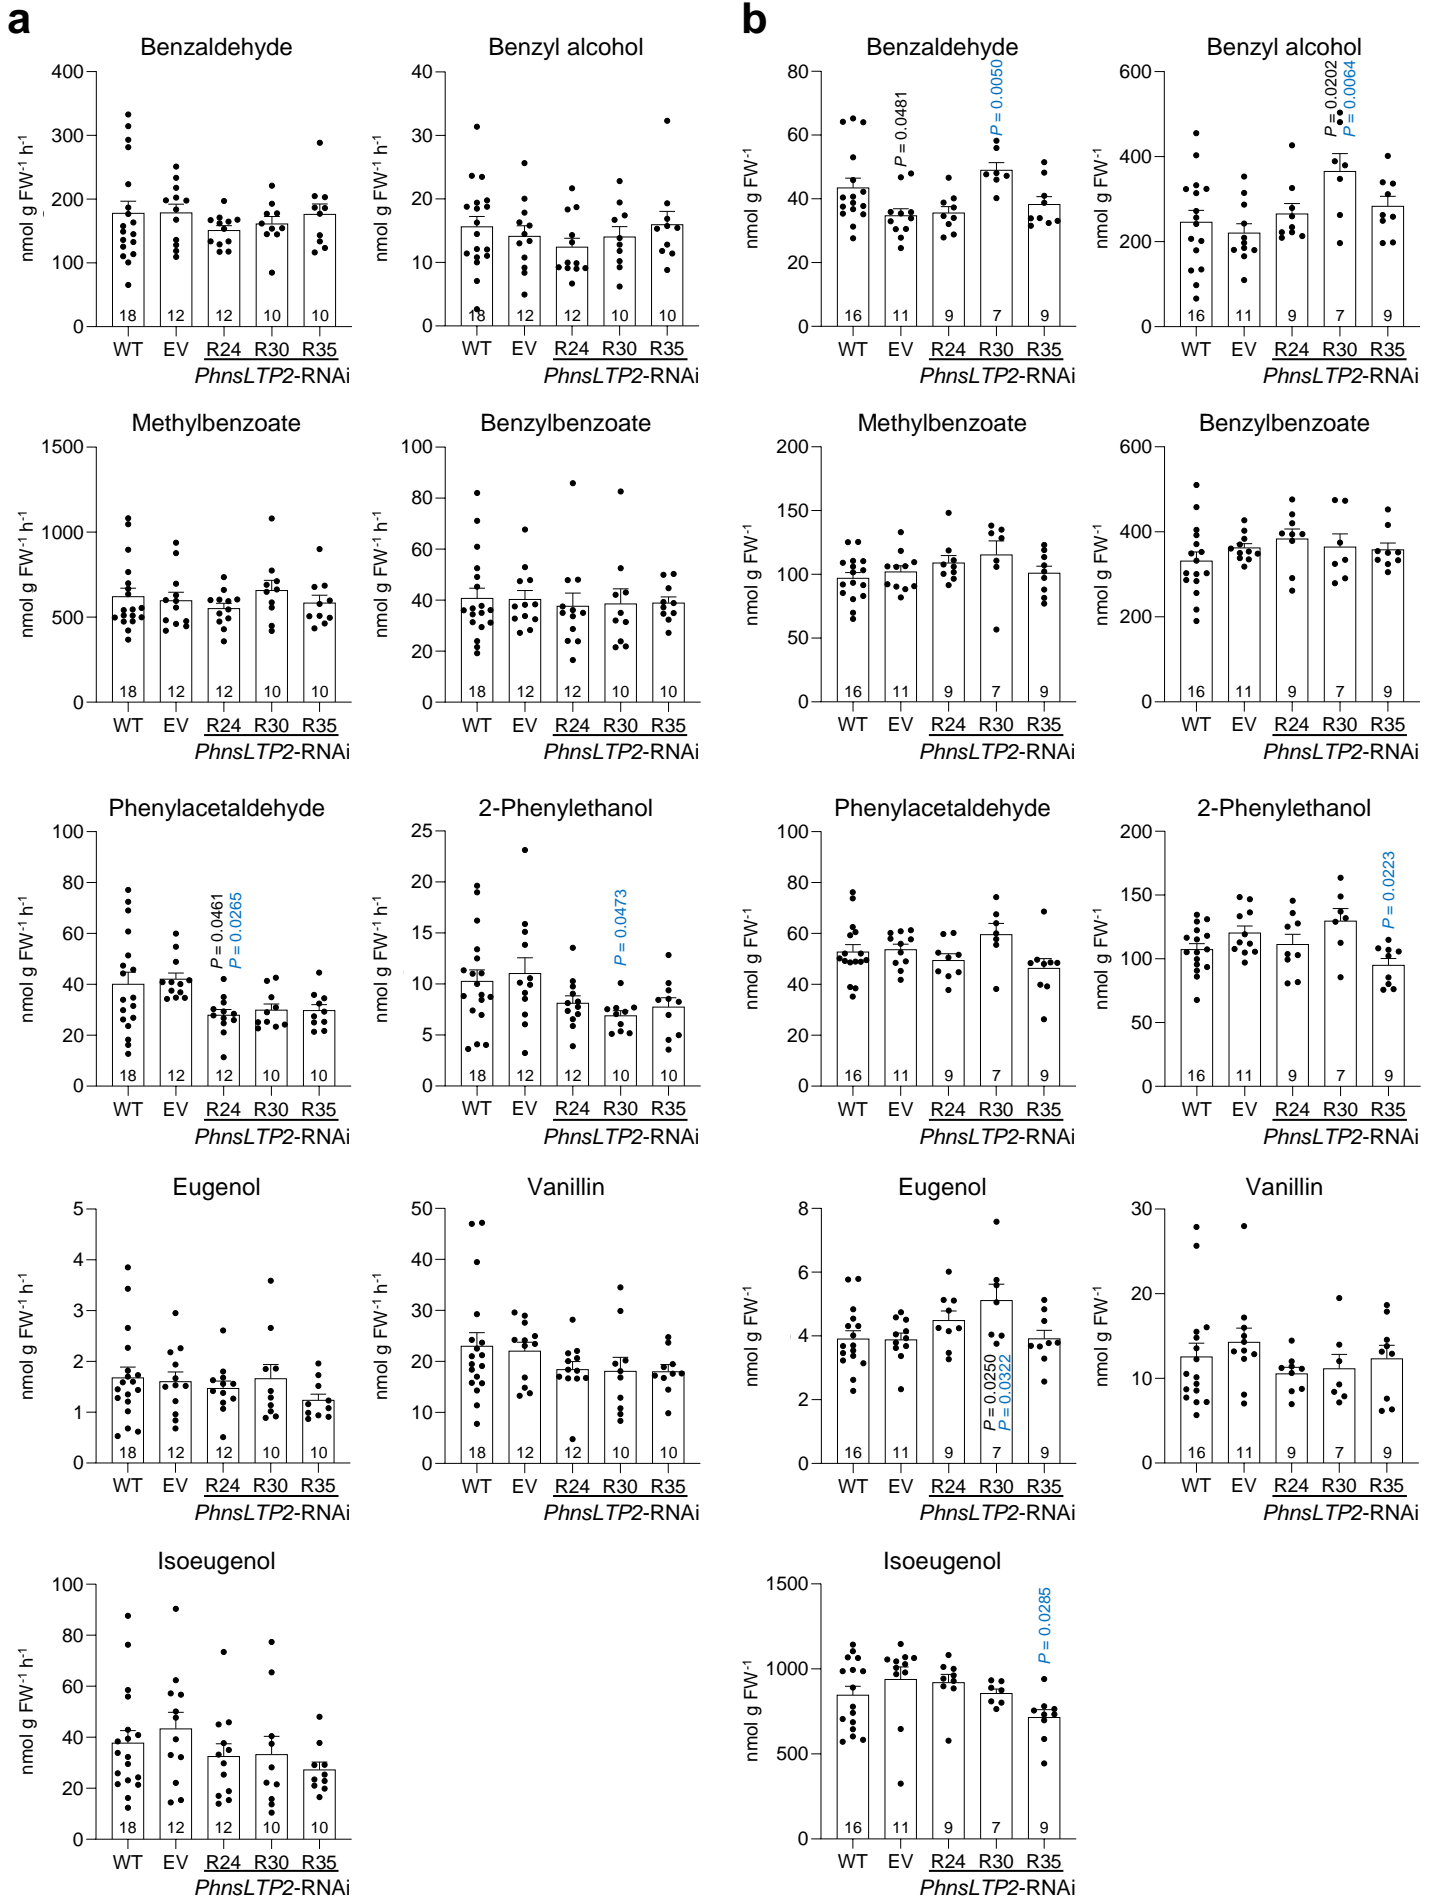 a
b
Benzaldehyde
Benzyl alcohol
Benzaldehyde
Benzyl alcohol
nmol g FW-1 h-1
400
300
200
100
0
18 12 12 10 10
WT EV R24 R30 R35
PhnsLTP2-RNAi
nmol g FW-1 h-1
40
30
20
10
0
18 12 12 10 10
WT EV R24 R30 R35
PhnsLTP2-RNAi
nmol g FW-1
80
60
40
20
0
P = 0.0481
P = 0.0050
16 11 9 7 9
WT EV R24 R30 R35
PhnsLTP2-RNAi
nmol g FW-1
600
400
200
0
P = 0.0202
P = 0.0064
16 11 9 7 9
WT EV R24 R30 R35
PhnsLTP2-RNAi
Methylbenzoate
Benzylbenzoate
Methylbenzoate
Benzylbenzoate
nmol g FW-1 h-1
1500
1000
500
0
18 12 12 10 10
WT EV R24 R30 R35
PhnsLTP2-RNAi
nmol g FW-1 h-1
100
80
60
40
20
0
18 12 12 10 10
WT EV R24 R30 R35
PhnsLTP2-RNAi
nmol g FW-1
200
150
100
50
0
16 11 9 7 9
WT EV R24 R30 R35
PhnsLTP2-RNAi
nmol g FW-1
600
400
200
0
16 11 9 7 9
WT EV R24 R30 R35
PhnsLTP2-RNAi
Phenylacetaldehyde
2-Phenylethanol
Phenylacetaldehyde
2-Phenylethanol
nmol g FW-1 h-1
100
80
60
40
20
0
P = 0.0461
P = 0.0265
18 12 12 10 10
WT EV R24 R30 R35
PhnsLTP2-RNAi
nmol g FW-1 h-1
25
20
15
10
5
0
P = 0.0473
18 12 12 10 10
WT EV R24 R30 R35
PhnsLTP2-RNAi
nmol g FW-1
100
80
60
40
20
0
16 11 9 7 9
WT EV R24 R30 R35
PhnsLTP2-RNAi
nmol g FW-1
200
150
100
50
0
P = 0.0223
16 11 9 7 9
WT EV R24 R30 R35
PhnsLTP2-RNAi
Eugenol
Vanillin
Eugenol
Vanillin
nmol g FW-1 h-1
5
4
3
2
1
0
18 12 12 10 10
WT EV R24 R30 R35
PhnsLTP2-RNAi
nmol g FW-1 h-1
50
40
30
20
10
0
18 12 12 10 10
WT EV R24 R30 R35
PhnsLTP2-RNAi
nmol g FW-1
8
6
4
2
0
P = 0.0250
P = 0.0322
16 11 9 7 9
WT EV R24 R30 R35
PhnsLTP2-RNAi
nmol g FW-1
30
20
10
0
16 11 9 7 9
WT EV R24 R30 R35
PhnsLTP2-RNAi
Isoeugenol
Isoeugenol
nmol g FW-1 h-1
100
80
60
40
20
0
18 12 12 10 10
WT EV R24 R30 R35
PhnsLTP2-RNAi
nmol g FW-1
1500
1000
500
0
P = 0.0285
16 11 9 7 9
WT EV R24 R30 R35
PhnsLTP2-RNAi